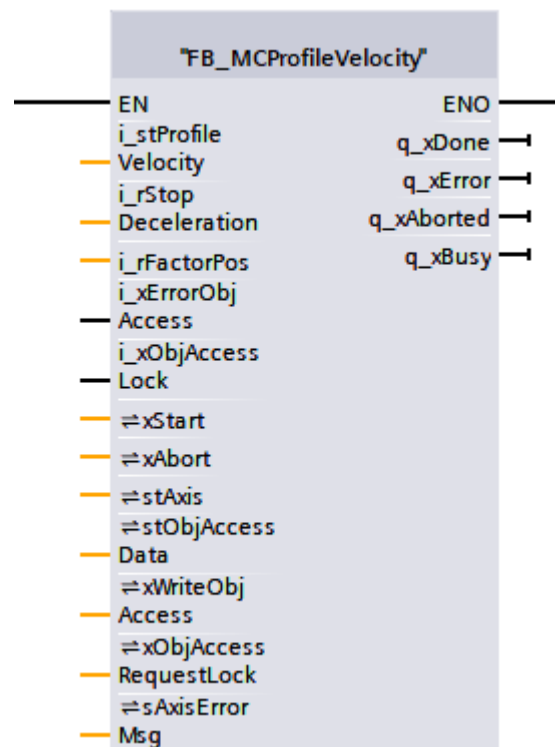 "FB_MCProfileVelocity"
EN ENO
i_stProfile
Velocity
q_xDone
i_rStop
Deceleration
q_xError
q_xAborted
i_rFactorPos
q_xBusy
i_xErrorObj
Access
i_xObjAccess
Lock
⇌xStart
⇌xAbort
⇌stAxis
⇌stObjAccess
Data
⇌xWriteObj
Access
⇌xObjAccess
RequestLock
⇌sAxisError
Msg